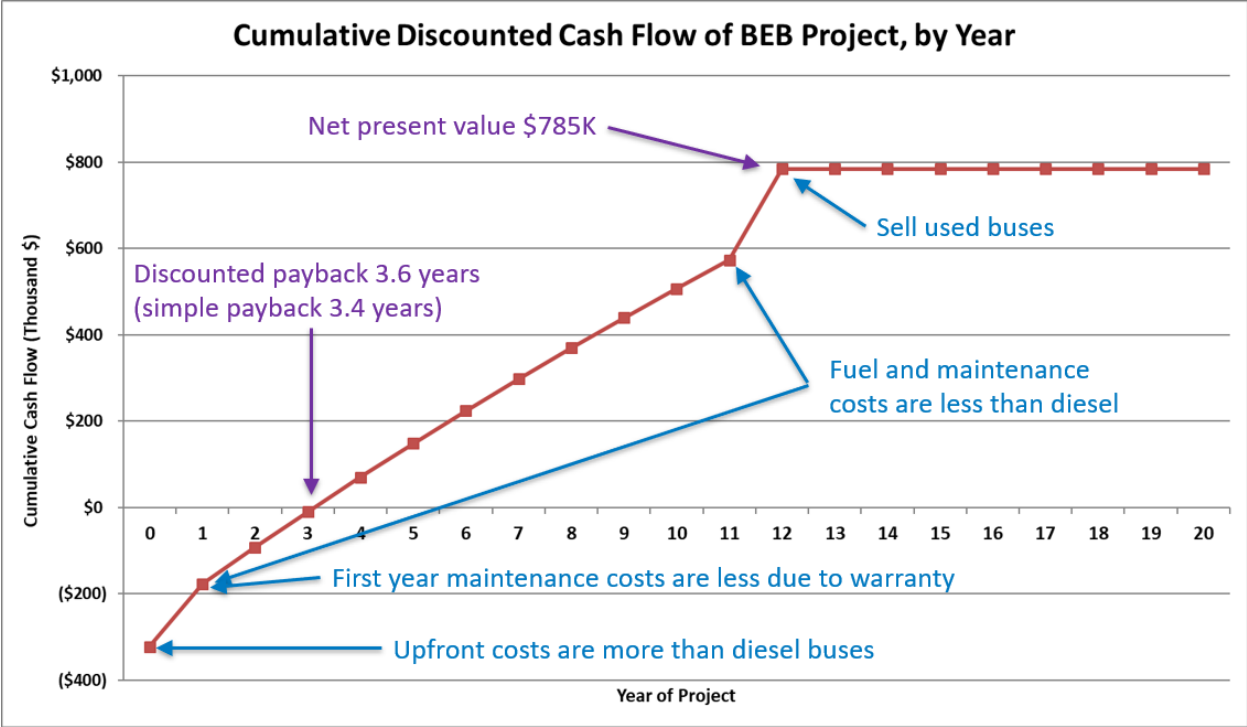 Cumulative Discounted Cash Flow of BEB Project, by Year
$1,000
Net present value $785K
$800
Sell used buses
$600
Discounted payback 3.6 years
(simple payback 3.4 years)
$400
Fuel and maintenance
costs are less than diesel
$200
Cumulative Cash Flow (Thousand $)
$0
0 1 2 3 4 5 6 7 8 9 10 11 12 13 14 15 16 17 18 19 20
First year maintenance costs are less due to warranty
($200)
Upfront costs are more than diesel buses
($400)
Year of Project